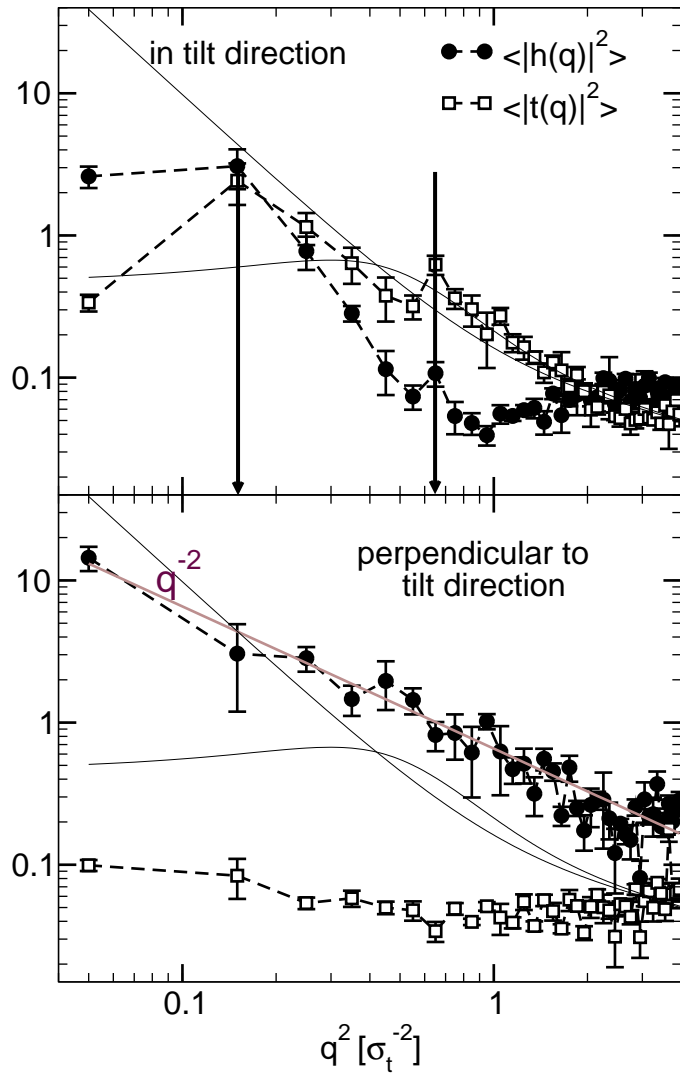 in tilt direction
<|h(q)|²>
<|t(q)|²>
10
1
0.1
perpendicular to
tilt direction
q⁻²
10
1
0.1
0.1
1
q² [σₜ⁻²]